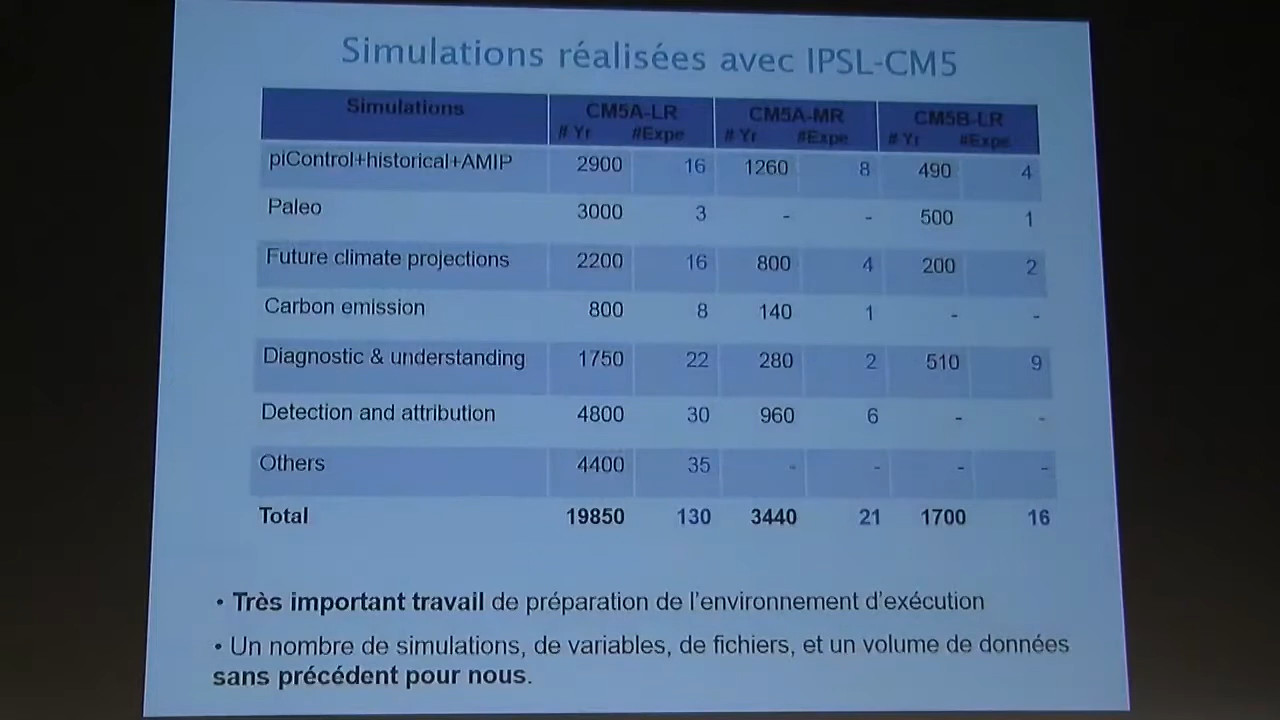 Simulations réalisées avec IPSL-CM5
Simulations CM5A-LR CM5A-MR CM5B-LR
# Yr #Expe # Yr #Expe # Yr #Expe
piControl+historical+AMIP 2900 16 1260 8 490 4
Paleo 3000 3 - - 500 1
Future climate projections 2200 16 800 4 200 2
Carbon emission 800 8 140 1 - -
Diagnostic & understanding 1750 22 280 2 510 9
Detection and attribution 4800 30 960 6 - -
Others 4400 35 - - - -
Total 19850 130 3440 21 1700 16
• Très important travail de préparation de l'environnement d'exécution
• Un nombre de simulations, de variables, de fichiers, et un volume de données
sans précédent pour nous.